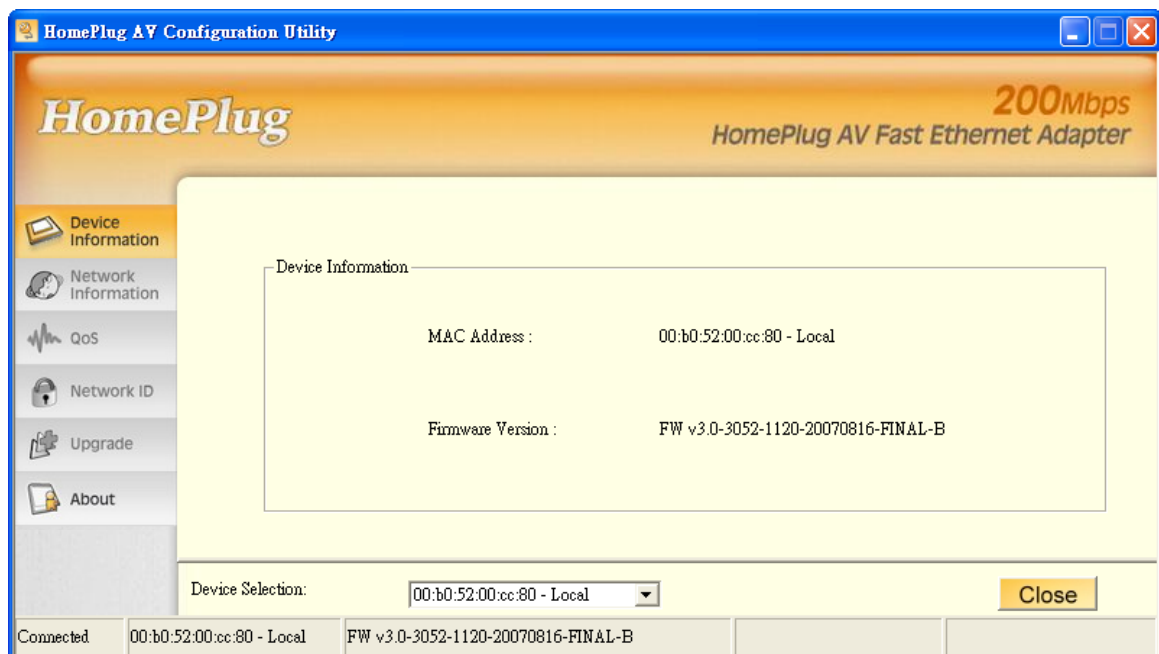 HomePlug AV Configuration Utility
HomePlug
200Mbps
HomePlug AV Fast Ethernet Adapter
Device
Information
Network
Information
QoS
Network ID
Upgrade
About
Device Information
MAC Address : 00:b0:52:00:cc:80 - Local
Firmware Version : FW v3.0-3052-1120-20070816-FINAL-B
Device Selection: 00:b0:52:00:cc:80 - Local
Close
Connected 00:b0:52:00:cc:80 - Local FW v3.0-3052-1120-20070816-FINAL-B